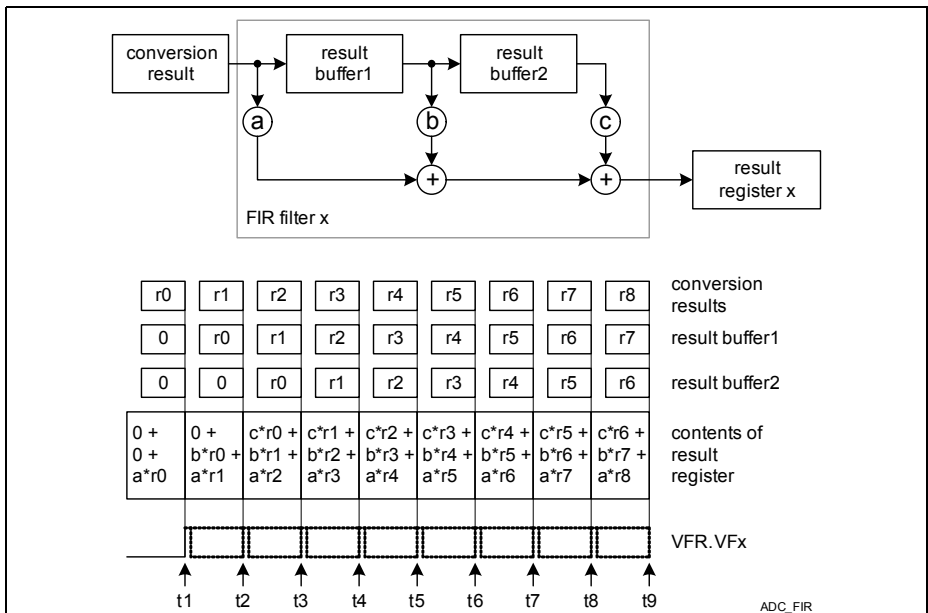 conversion result
result buffer1
result buffer2
a
b
c
+
+
result register x
FIR filter x
r0 r1 r2 r3 r4 r5 r6 r7 r8
conversion results
0 r0 r1 r2 r3 r4 r5 r6 r7
result buffer1
0 0 r0 r1 r2 r3 r4 r5 r6
result buffer2
0 + 0 + c*r0 + c*r1 + c*r2 + c*r3 + c*r4 + c*r5 + c*r6 +
0 + b*r0 + b*r1 + b*r2 + b*r3 + b*r4 + b*r5 + b*r6 + b*r7 +
a*r0 a*r1 a*r2 a*r3 a*r4 a*r5 a*r6 a*r7 a*r8
contents of result register
VFR.VFx
t1 t2 t3 t4 t5 t6 t7 t8 t9
ADC_FIR